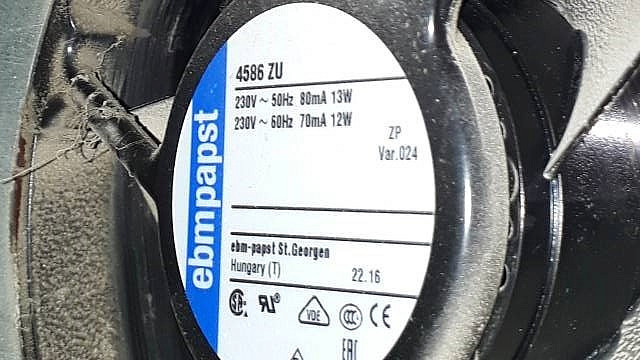 ebmpapst
4586 ZU
230V ~ 50Hz 80mA 13W
230V ~ 60Hz 70mA 12W
ZP
Var.024
ebm-papst St.Georgen
Hungary (T)
22.16
VDE
CCC
CE
EAC